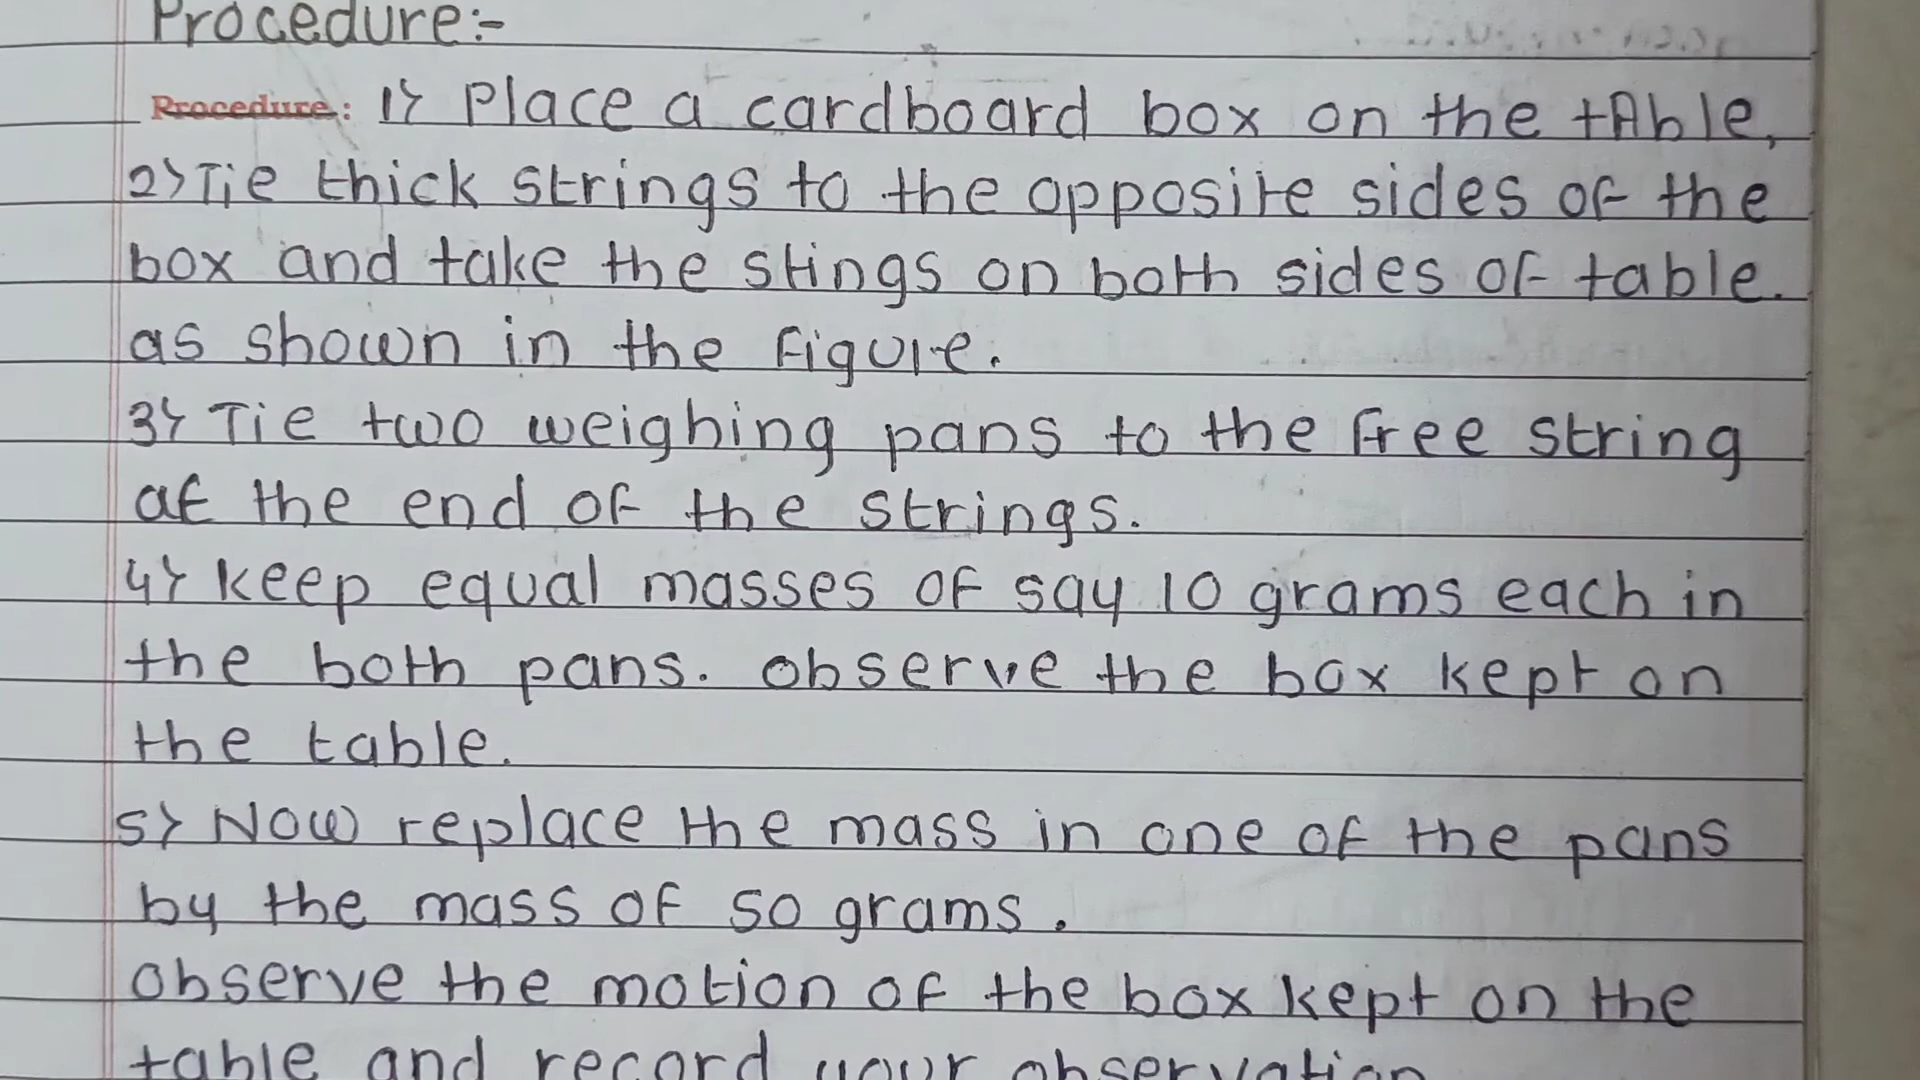 Procedure:-
Procedure: 1) Place a cardboard box on the tAble,
2) Tie thick strings to the opposite sides of the
box and take the stings on both sides of table.
as shown in the figure.
3) Tie two weighing pans to the free string
at the end of the strings.
4) keep equal masses of say 10 grams each in
the both pans. observe the box kept on
the table.
5) Now replace the mass in one of the pans
by the mass of 50 grams.
observe the motion of the box kept on the
table and record your observation